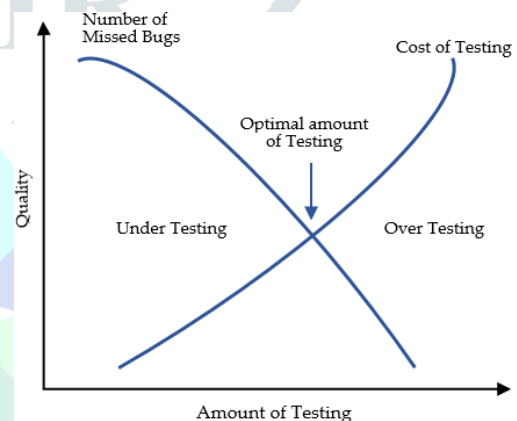 Number of
Missed Bugs
Cost of Testing
Optimal amount
of Testing
Quality
Under Testing
Over Testing
Amount of Testing